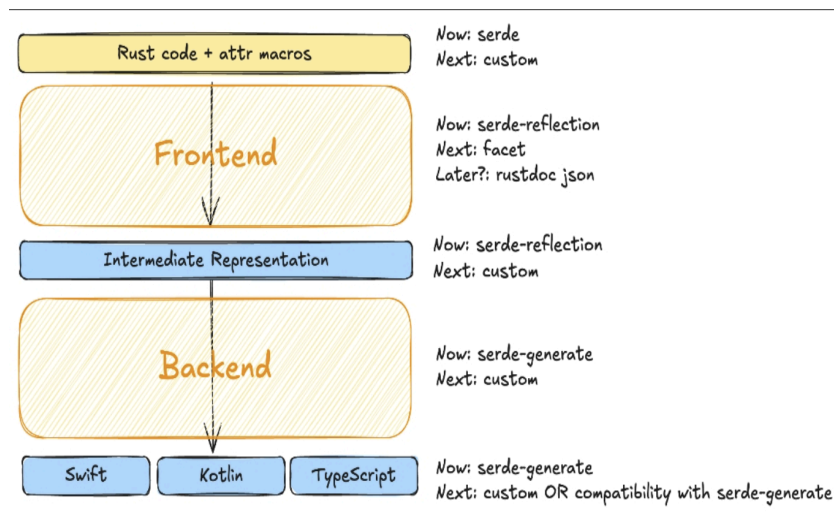 Rust code + attr macros
Now: serde
Next: custom
Frontend
Now: serde-reflection
Next: facet
Later?: rustdoc json
Intermediate Representation
Now: serde-reflection
Next: custom
Backend
Now: serde-generate
Next: custom
Swift
Kotlin
TypeScript
Now: serde-generate
Next: custom OR compatibility with serde-generate